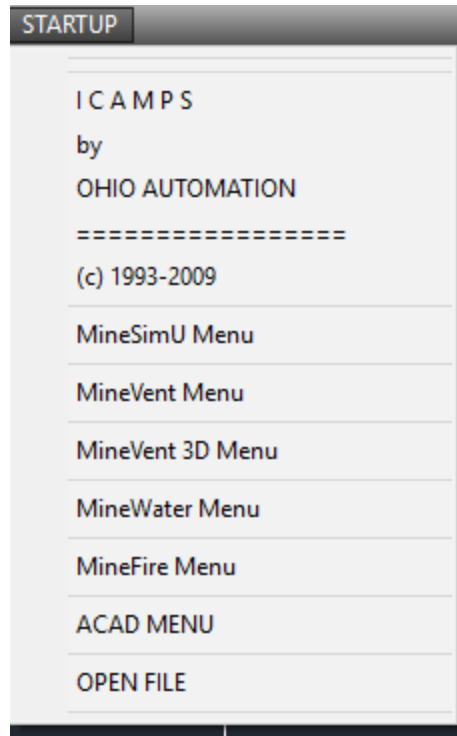 STARTUP
I C A M P S
by
OHIO AUTOMATION
==================
(c) 1993-2009
MineSimU Menu
MineVent Menu
MineVent 3D Menu
MineWater Menu
MineFire Menu
ACAD MENU
OPEN FILE